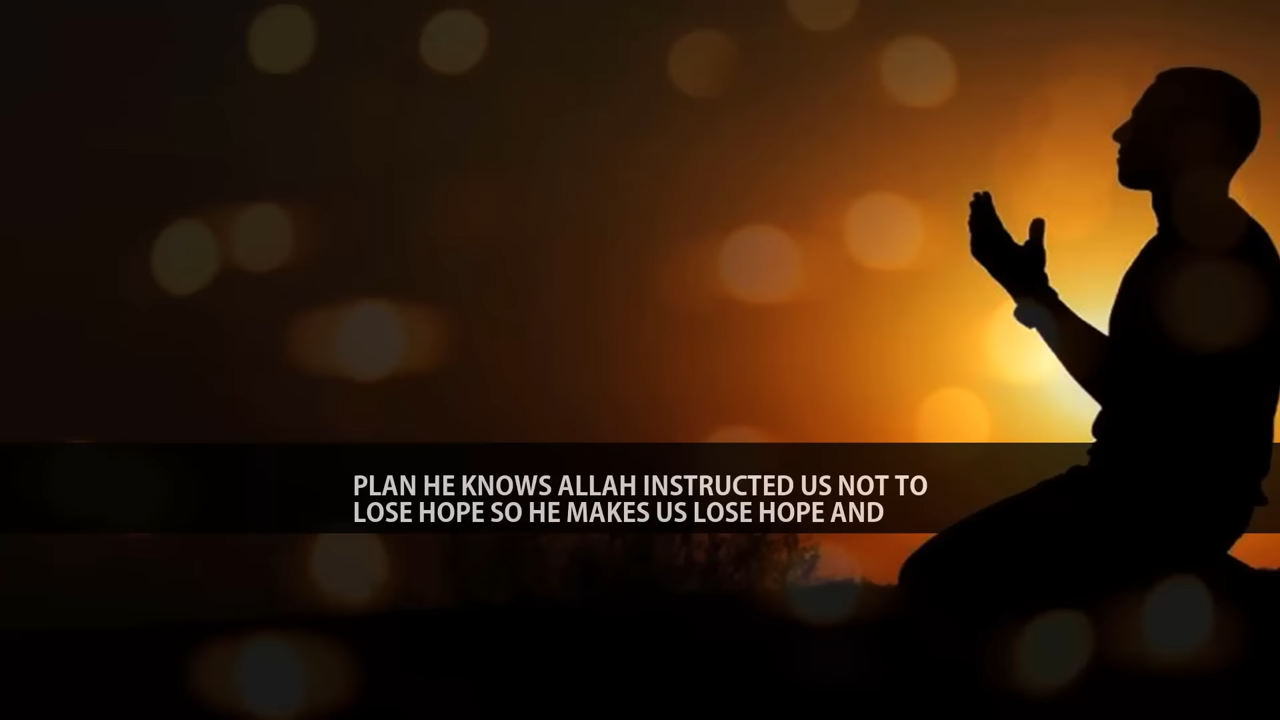 PLAN HE KNOWS ALLAH INSTRUCTED US NOT TO
LOSE HOPE SO HE MAKES US LOSE HOPE AND